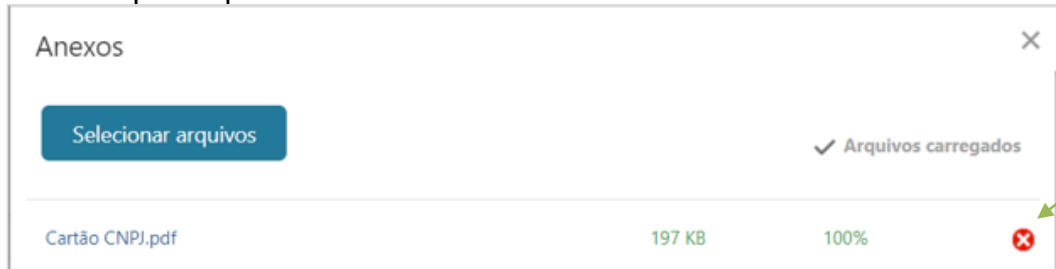 Anexos
Selecionar arquivos
Arquivos carregados
Cartão CNPJ.pdf 197 KB 100%